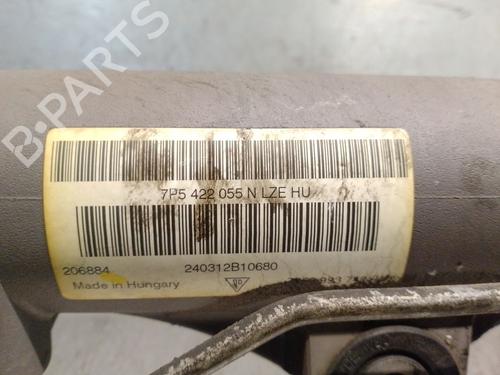 B-PARTS
7P5 422 055 N LZE HU
206884
240312B10680
Made in Hungary